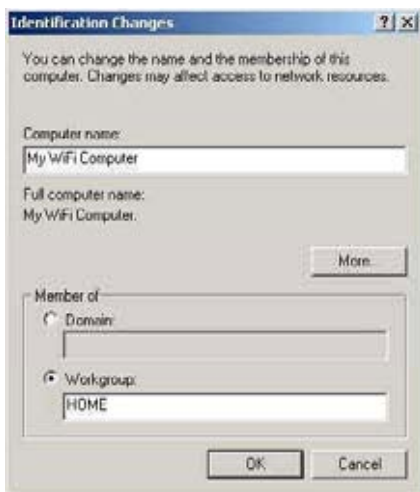 Identification Changes
You can change the name and the membership of this
computer. Changes may affect access to network resources.
Computer name:
My WiFi Computer
Full computer name:
My WiFi Computer.
More...
Member of
Domain:
Workgroup:
HOME
OK
Cancel